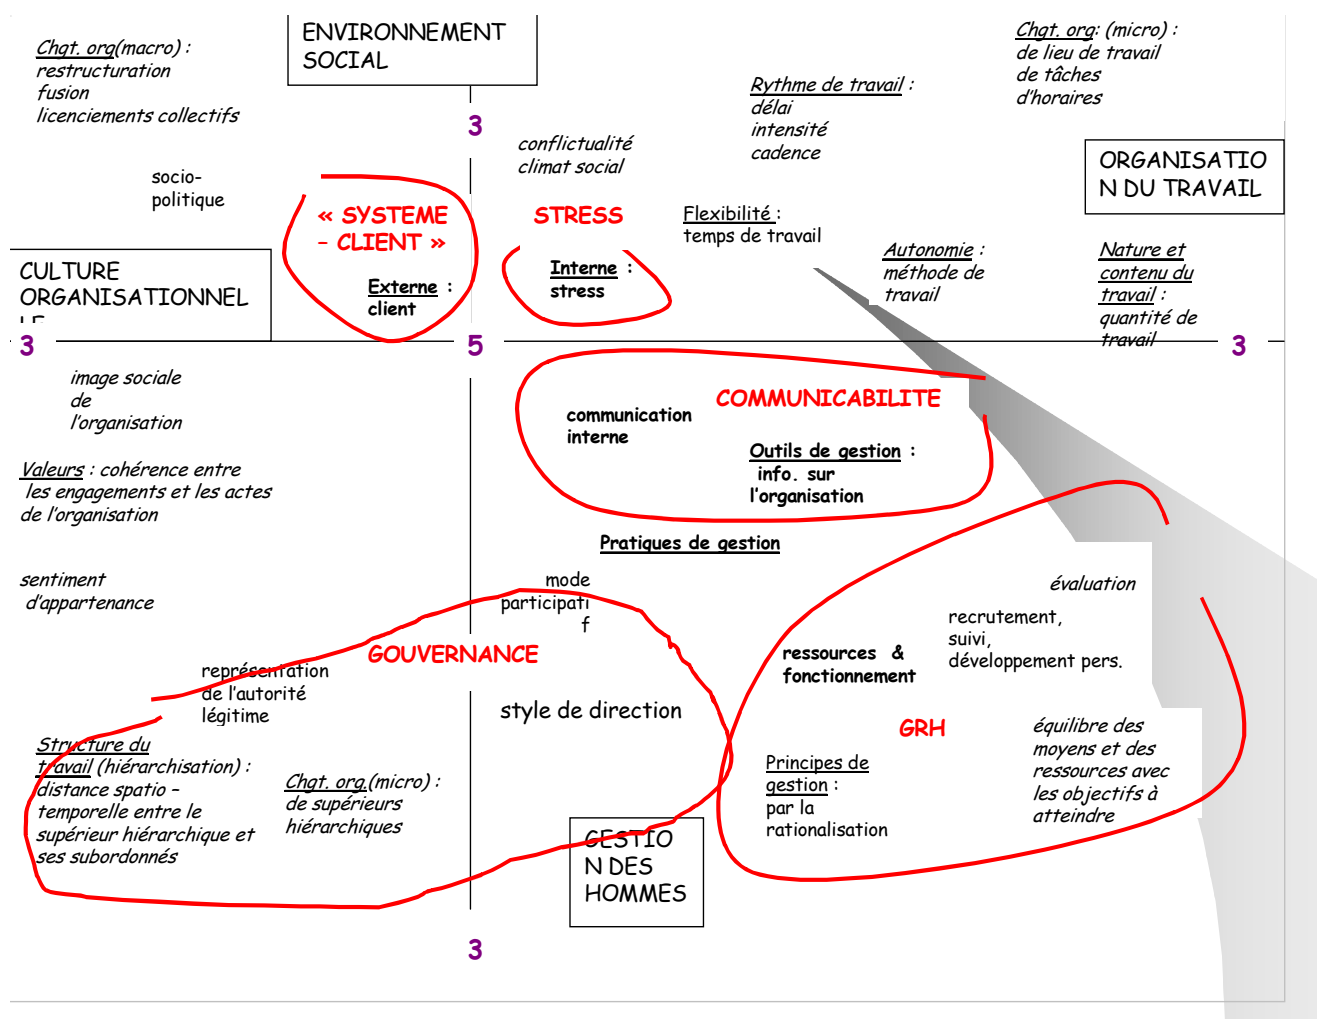 ENVIRONNEMENT
SOCIAL
Chgt. org(macro) :
restructuration
fusion
licenciements collectifs
Chgt. org: (micro) :
de lieu de travail
de tâches
d'horaires
Rythme de travail :
délai
intensité
cadence
3
conflictualité
climat social
ORGANISATIO
N DU TRAVAIL
socio-
politique
« SYSTEME
– CLIENT »
STRESS
Flexibilité :
temps de travail
Autonomie :
méthode de
travail
Nature et
contenu du
travail :
quantité de
travail
CULTURE
ORGANISATIONNEL
LE
Externe :
client
Interne :
stress
3
5
3
image sociale
de
l'organisation
COMMUNICABILITE
communication
interne
Outils de gestion :
info. sur
l'organisation
Valeurs : cohérence entre
les engagements et les actes
de l'organisation
Pratiques de gestion
sentiment
d'appartenance
mode
participati
f
évaluation
recrutement,
suivi,
développement pers.
GOUVERNANCE
ressources &
fonctionnement
représentation
de l'autorité
légitime
style de direction
GRH
équilibre des
moyens et des
ressources avec
les objectifs à
atteindre
Structure du
travail (hiérarchisation) :
distance spatio –
temporelle entre le
supérieur hiérarchique et
ses subordonnés
Chgt. org.(micro) :
de supérieurs
hiérarchiques
Principes de
gestion :
par la
rationalisation
GESTIO
N DES
HOMMES
3